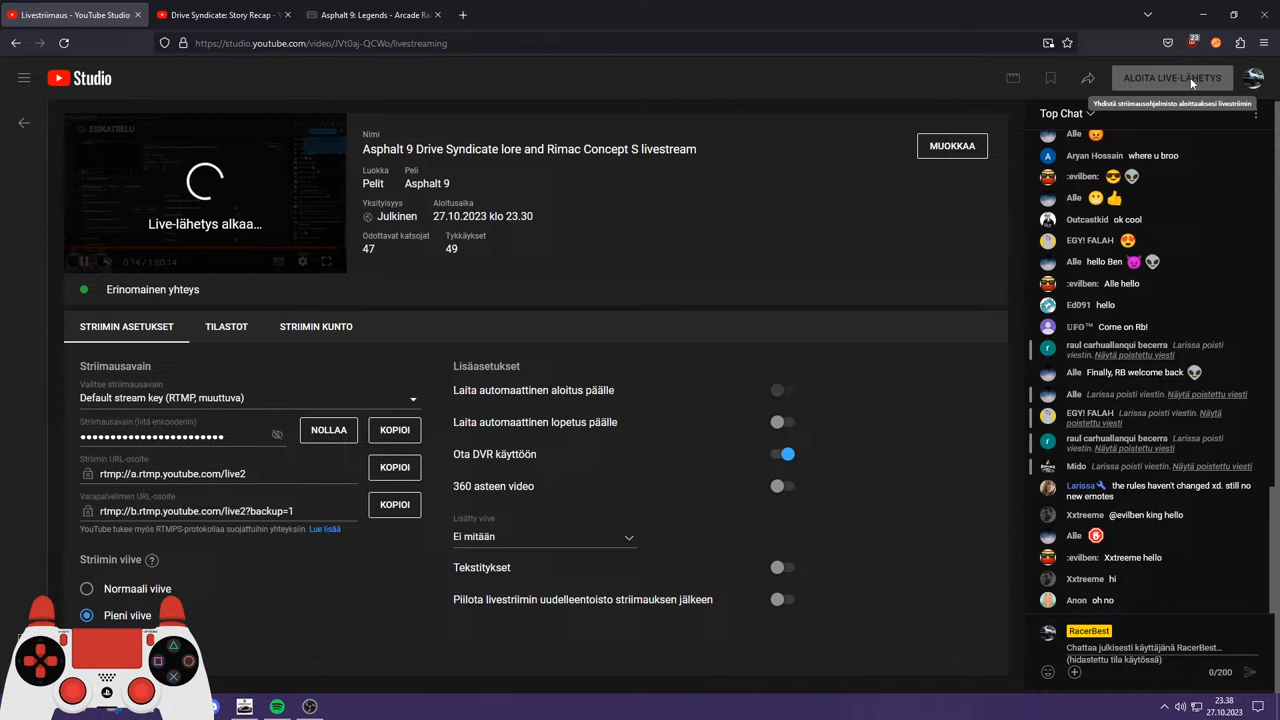 Livestriimaus - YouTube Studio
Drive Syndicate: Story Recap -
Asphalt 9: Legends - Arcade Ra
https://studio.youtube.com/video/JVt0aj-QCWo/livestreaming
23
Studio
ALOITA LIVE-LÄHETYS
Yhdistä striimausohjelmisto aloittaaksesi livestriimin
ESIKATSELU
Live-lähetys alkaa...
0:14 / 1:00:14
Nimi
Asphalt 9 Drive Syndicate lore and Rimac Concept S livestream
MUOKKAA
Luokka Peli
Pelit Asphalt 9
Yksityisyys Aloitusaika
Julkinen 27.10.2023 klo 23.30
Odottavat katsojat Tykkäykset
47 49
Erinomainen yhteys
STRIIMIN ASETUKSET TILASTOT STRIIMIN KUNTO
Striimausavain
Valitse striimausavain
Default stream key (RTMP, muuttuva)
Striimausavain (liitä enkooderiin)
NOLLAA
KOPIOI
Striimin URL-osoite
rtmp://a.rtmp.youtube.com/live2
KOPIOI
Varapalvelimen URL-osoite
rtmp://b.rtmp.youtube.com/live2?backup=1
KOPIOI
YouTube tukee myös RTMPS-protokollaa suojattuihin yhteyksiin. Lue lisää
Striimin viive
Normaali viive
Pieni viive
Lisäasetukset
Laita automaattinen aloitus päälle
Laita automaattinen lopetus päälle
Ota DVR käyttöön
360 asteen video
Lisätty viive
Ei mitään
Tekstitykset
Piilota livestriimin uudelleentoisto striimauksen jälkeen
Top Chat
Alle
Aryan Hossain where u broo
:evilben:
Alle
Outcastkid ok cool
EGY! FALAH
Alle hello Ben
:evilben: Alle hello
Ed091 hello
UFO™ Come on Rb!
raul carhuallanqui becerra Larissa poisti
viestin. Näytä poistettu viesti
Alle Finally, RB welcome back
Alle Larissa poisti viestin. Näytä poistettu viesti
EGY! FALAH Larissa poisti viestin. Näytä
poistettu viesti
raul carhuallanqui becerra Larissa poisti
viestin. Näytä poistettu viesti
Mido Larissa poisti viestin. Näytä poistettu viesti
Larissa the rules haven't changed xd. still no
new emotes
Xxtreeme @evilben king hello
Alle
:evilben: Xxtreeme hello
Xxtreeme hi
Anon oh no
RacerBest
Chattaa julkisesti käyttäjänä RacerBest...
(hidastettu tila käytössä)
0/200
23.38
27.10.2023